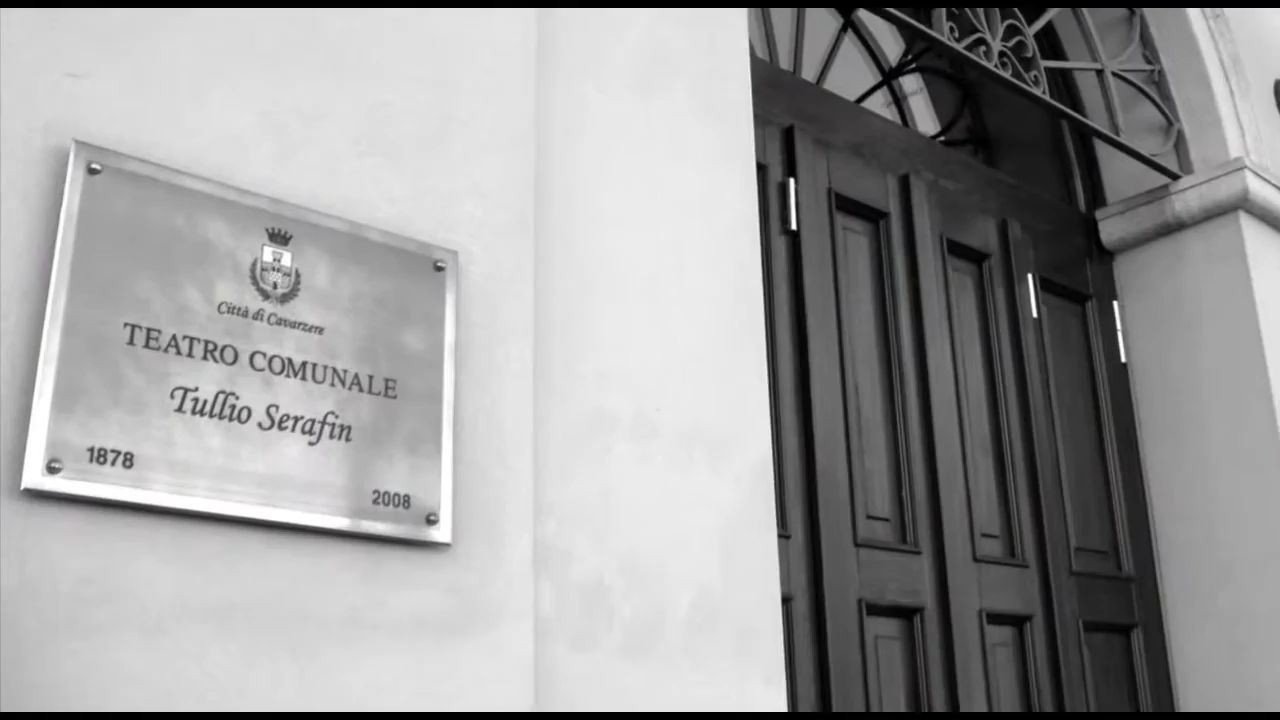 Città di Cavarzere
TEATRO COMUNALE
Tullio Serafin
1878
2008